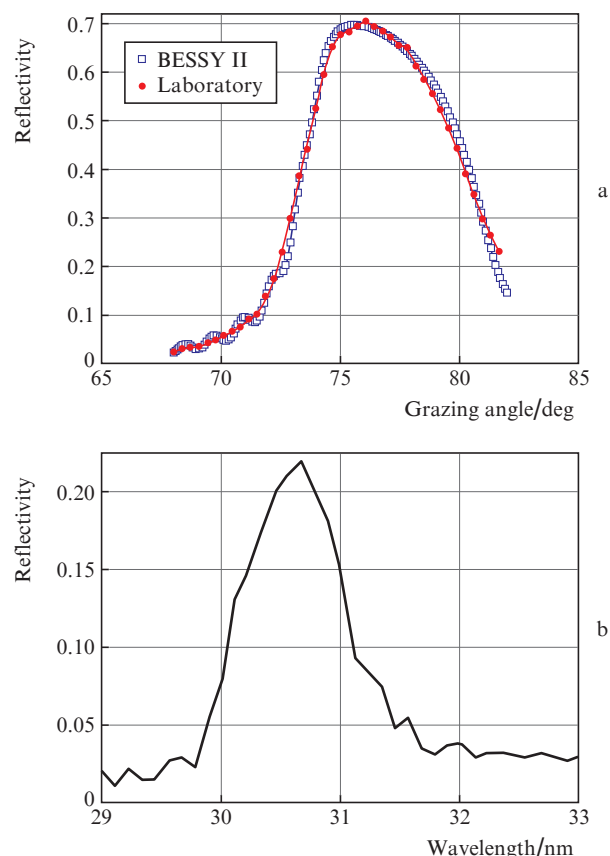 0.7
0.6
0.5
0.4
0.3
0.2
0.1
0
Reflectivity
BESSY II
Laboratory
a
65 70 75 80 85
Grazing angle/deg
0.20
0.15
0.10
0.05
0
Reflectivity
b
29 30 31 32 33
Wavelength/nm